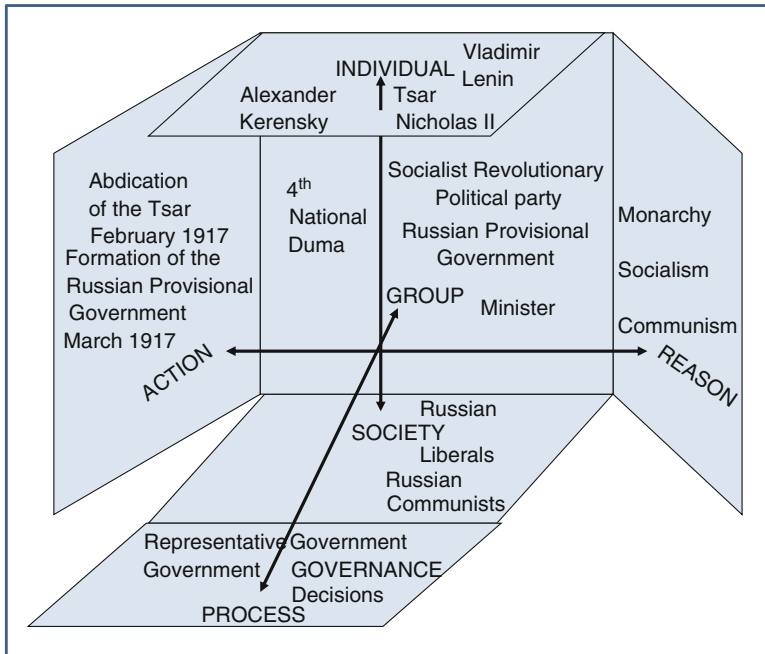 Vladimir
Lenin
INDIVIDUAL
Alexander
Kerensky
Tsar
Nicholas II
Abdication
of the Tsar
February 1917
Formation of the
Russian Provisional
Government
March 1917
ACTION
4th
National
Duma
Socialist Revolutionary
Political party
Russian Provisional
Government
GROUP
Minister
Monarchy
Socialism
Communism
REASON
Russian
SOCIETY
Liberals
Russian
Communists
Representative Government
Government GOVERNANCE
Decisions
PROCESS